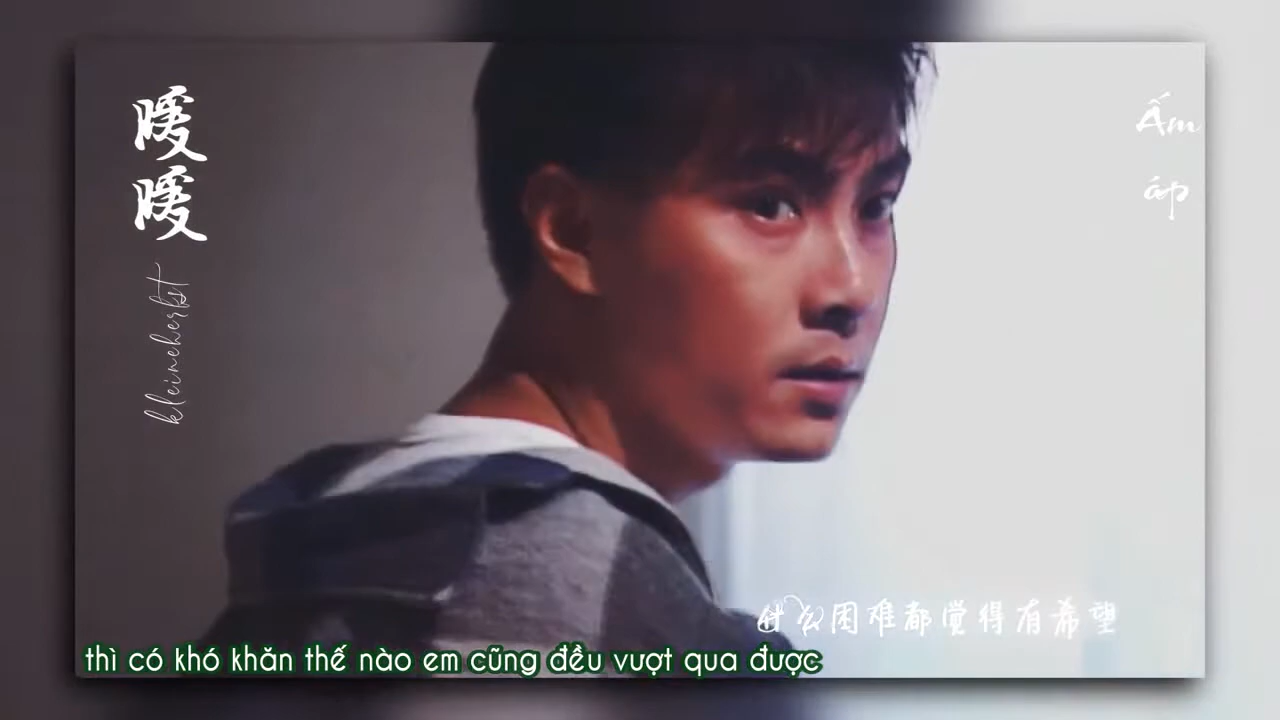 暖暖
kleineherbst
Ấm
áp
什么困难都觉得有希望
thì có khó khăn thế nào em cũng đều vượt qua được